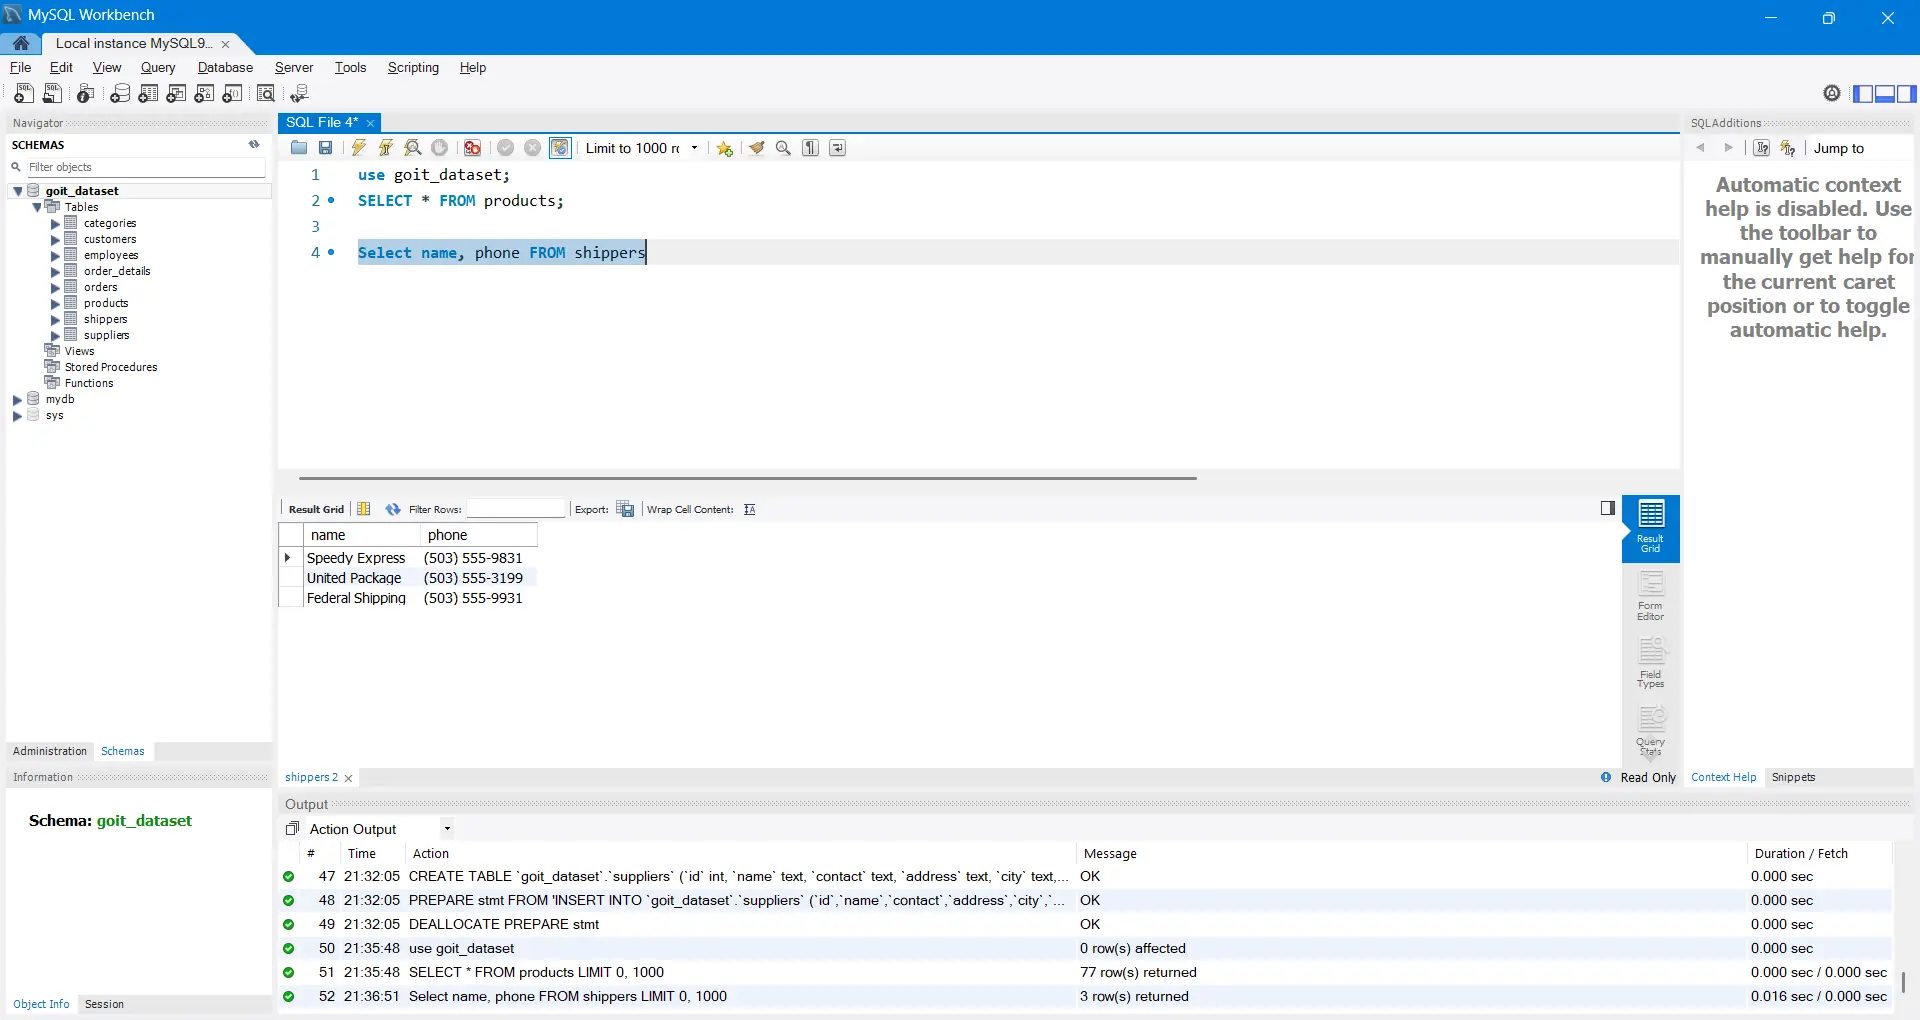 MySQL Workbench
Local instance MySQL9...
File Edit View Query Database Server Tools Scripting Help
Navigator
SCHEMAS
Filter objects
goit_dataset
Tables
categories
customers
employees
order_details
orders
products
shippers
suppliers
Views
Stored Procedures
Functions
mydb
sys
Administration Schemas
Information
Schema: goit_dataset
Object Info Session
SQL File 4*
Limit to 1000 rc
1 use goit_dataset;
2 SELECT * FROM products;
3
4 Select name, phone FROM shippers
Result Grid Filter Rows: Export: Wrap Cell Content:
name phone
Speedy Express (503) 555-9831
United Package (503) 555-3199
Federal Shipping (503) 555-9931
Result
Grid
Form
Editor
Field
Types
Query
Stats
shippers 2
Read Only
SQLAdditions
Jump to
Automatic context
help is disabled. Use
the toolbar to
manually get help for
the current caret
position or to toggle
automatic help.
Context Help Snippets
Output
Action Output
# Time Action Message Duration / Fetch
47 21:32:05 CREATE TABLE `goit_dataset`.`suppliers` (`id` int, `name` text, `contact` text, `address` text, `city` text,... OK 0.000 sec
48 21:32:05 PREPARE stmt FROM 'INSERT INTO `goit_dataset`.`suppliers` (`id`,`name`,`contact`,`address`,`city`,`... OK 0.000 sec
49 21:32:05 DEALLOCATE PREPARE stmt OK 0.000 sec
50 21:35:48 use goit_dataset 0 row(s) affected 0.000 sec
51 21:35:48 SELECT * FROM products LIMIT 0, 1000 77 row(s) returned 0.000 sec / 0.000 sec
52 21:36:51 Select name, phone FROM shippers LIMIT 0, 1000 3 row(s) returned 0.016 sec / 0.000 sec